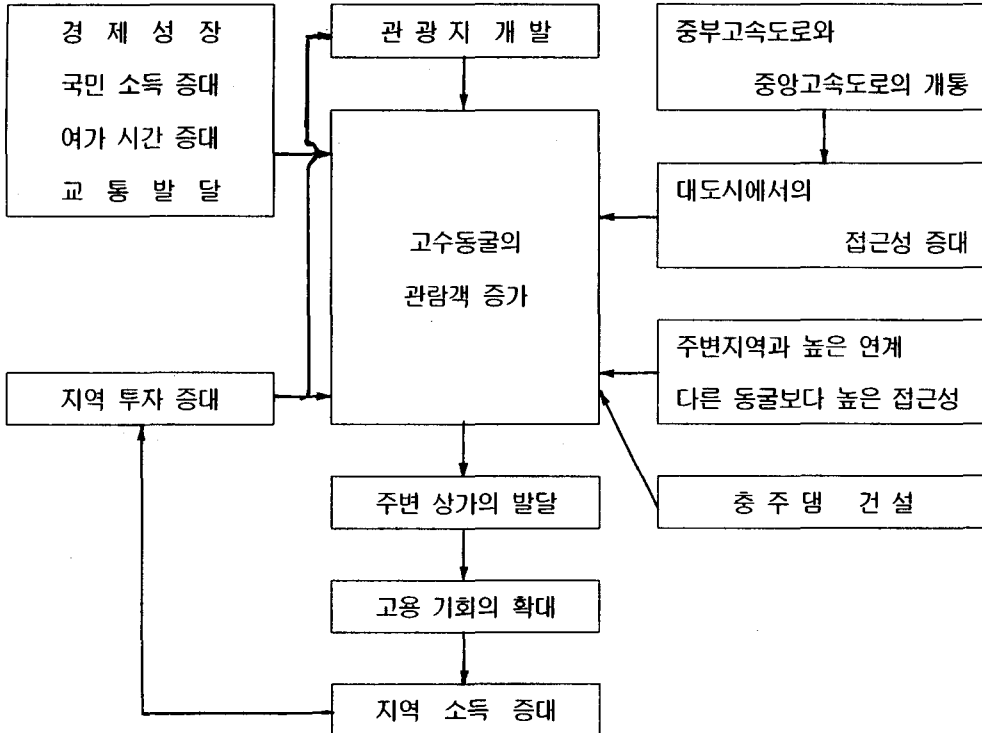 경 제 성 장
국민 소득 증대
여가 시간 증대
교 통 발 달
관 광 지 개 발
중부고속도로와
중앙고속도로의 개통
대도시에서의
접근성 증대
고수동굴의
관람객 증가
주변지역과 높은 연계
다른 동굴보다 높은 접근성
지역 투자 증대
충 주 댐 건 설
주변 상가의 발달
고용 기회의 확대
지역 소득 증대